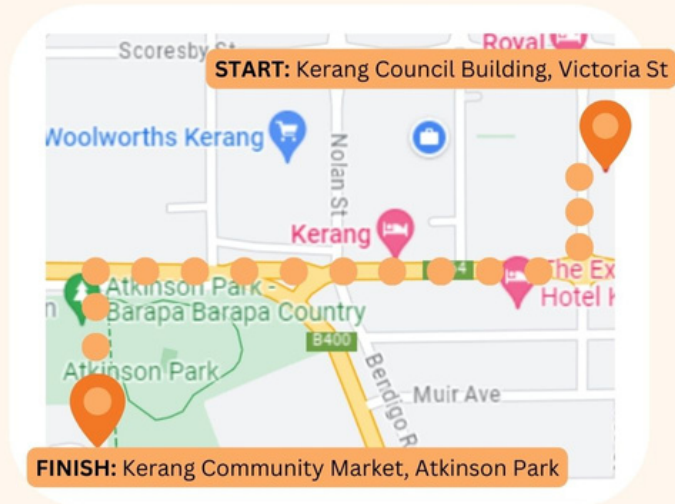 Scoresby St
Royal
START: Kerang Council Building, Victoria St
Woolworths Kerang
Nolan St
Kerang
The Ex
Hotel K
Atkinson Park -
Barapa Barapa Country
n
B400
Atkinson Park
Bendigo R
Muir Ave
FINISH: Kerang Community Market, Atkinson Park